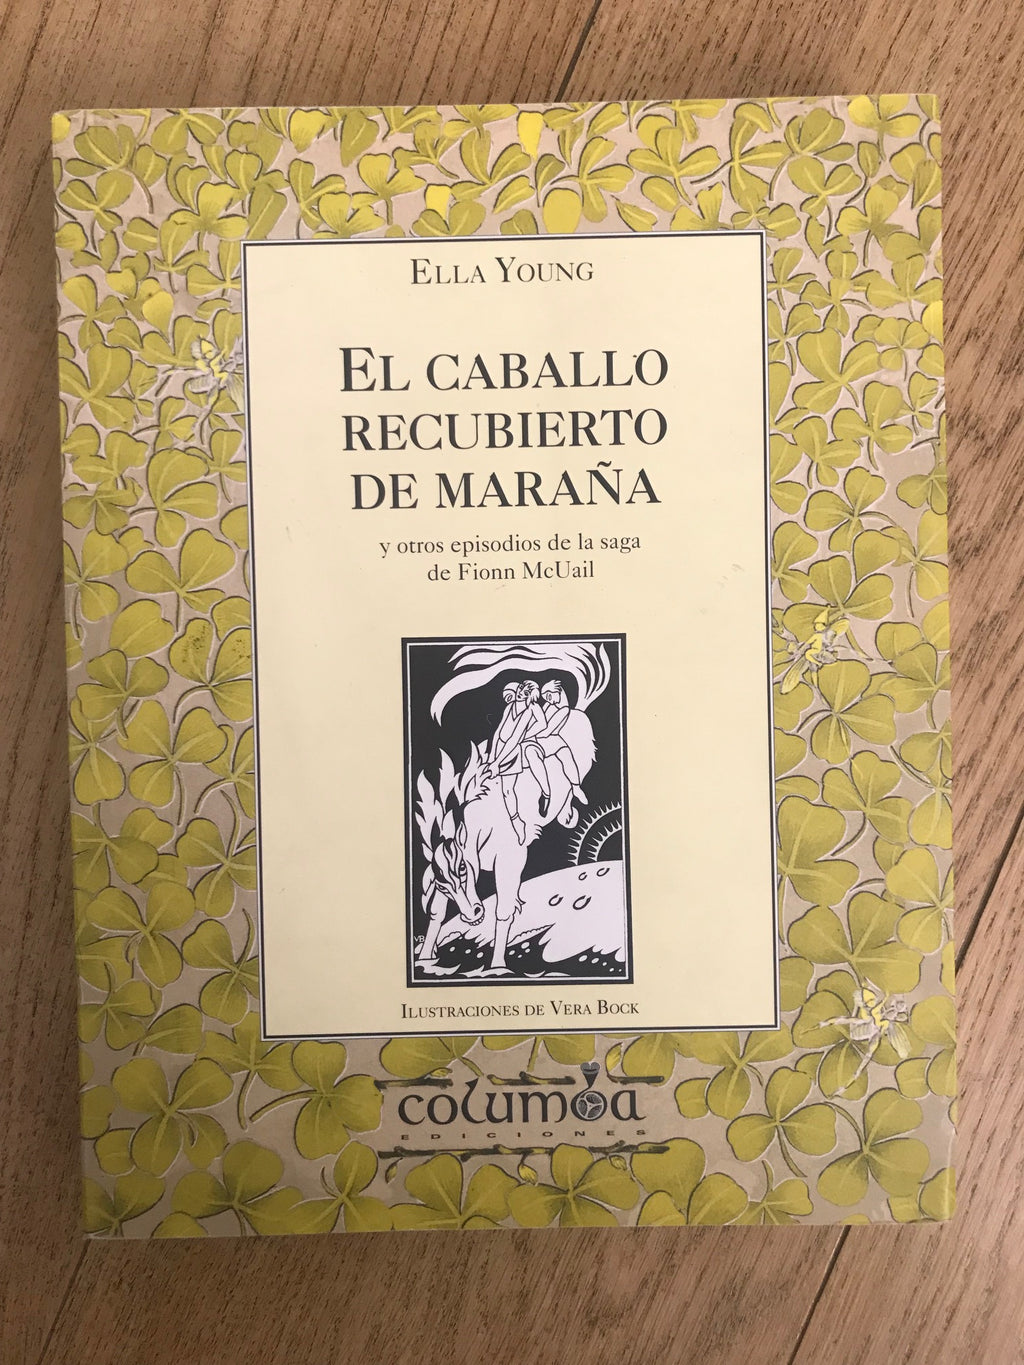 ELLA YOUNG
EL CABALLO
RECUBIERTO
DE MARAÑA
y otros episodios de la saga
de Fionn McUail
VB
ILUSTRACIONES DE VERA BOCK
columba
EDICIONES